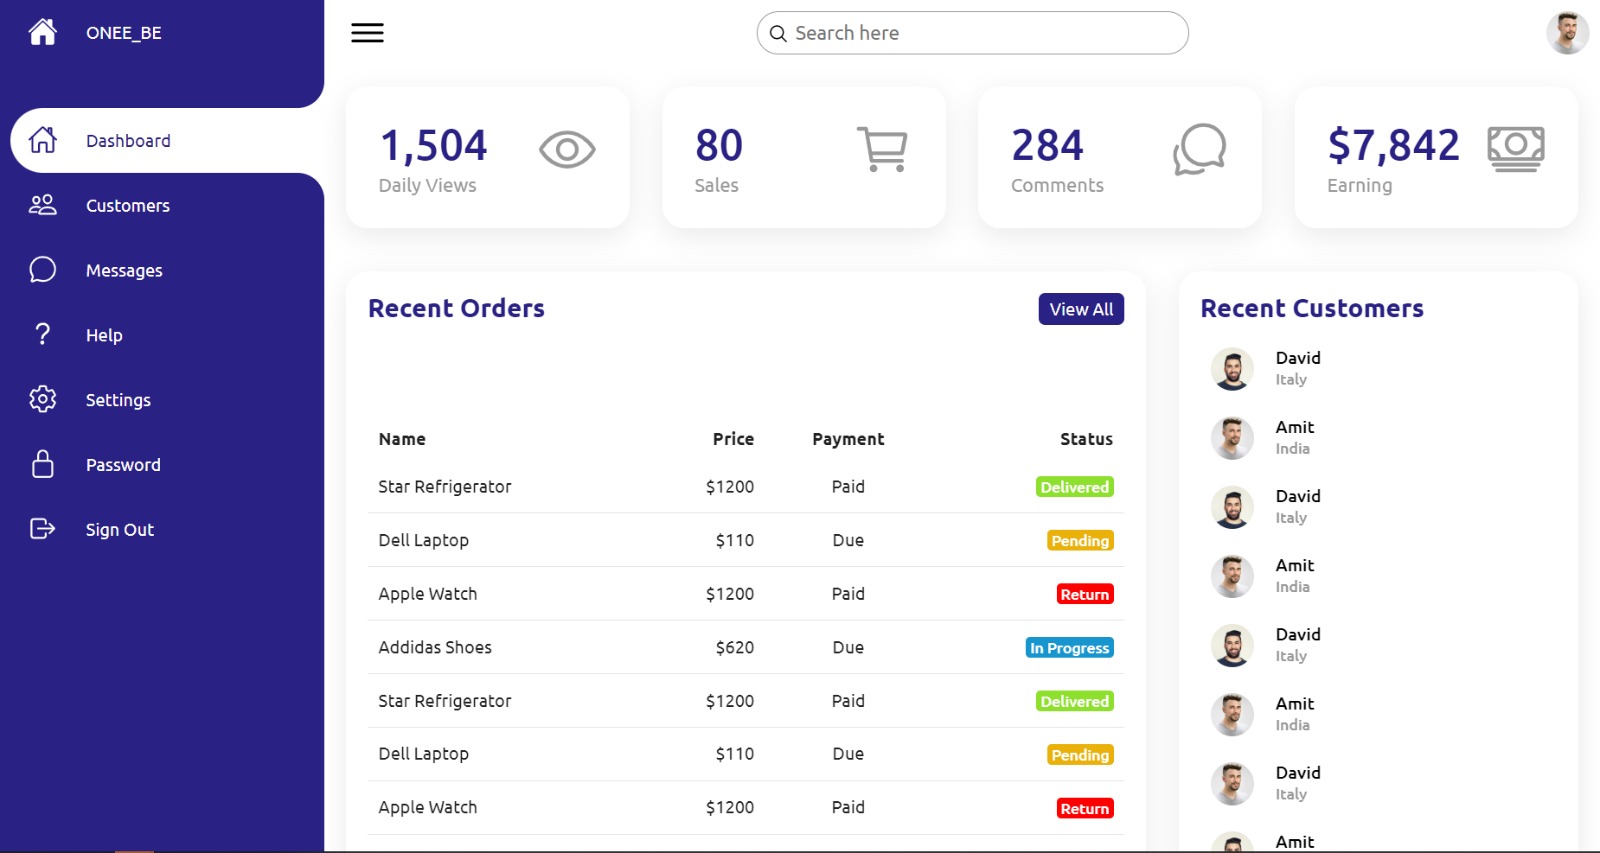 ONEE_BE
Search here
Dashboard
Customers
Messages
Help
Settings
Password
Sign Out
1,504
Daily Views
80
Sales
284
Comments
$7,842
Earning
Recent Orders
View All
Name Price Payment Status
Star Refrigerator $1200 Paid Delivered
Dell Laptop $110 Due Pending
Apple Watch $1200 Paid Return
Addidas Shoes $620 Due In Progress
Star Refrigerator $1200 Paid Delivered
Dell Laptop $110 Due Pending
Apple Watch $1200 Paid Return
Recent Customers
David
Italy
Amit
India
David
Italy
Amit
India
David
Italy
Amit
India
David
Italy
Amit